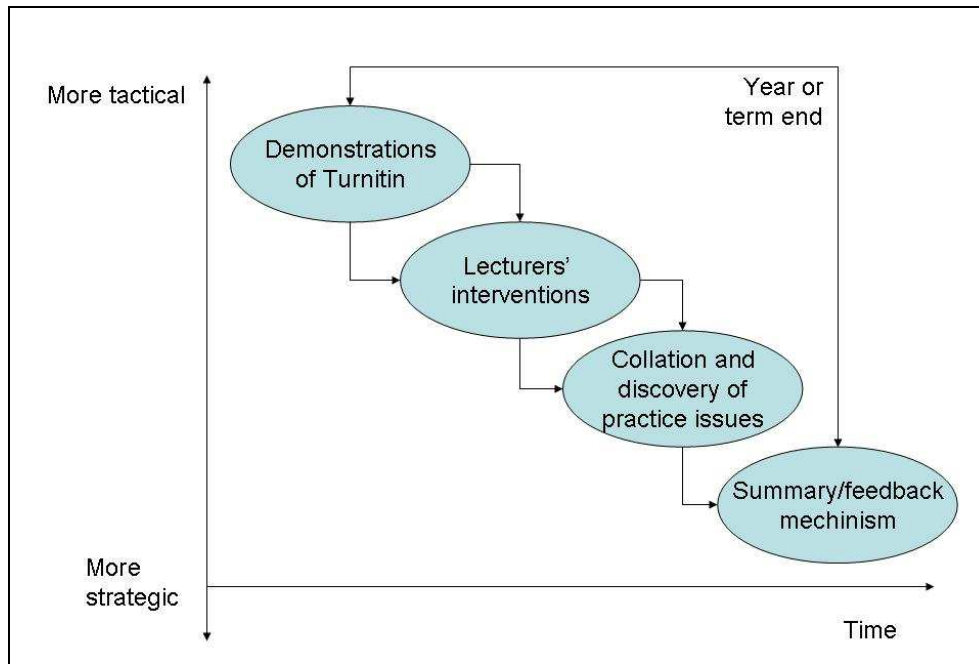 More tactical
Year or
term end
Demonstrations
of Turnitin
Lecturers'
interventions
Collation and
discovery of
practice issues
Summary/feedback
mechinism
More
strategic
Time